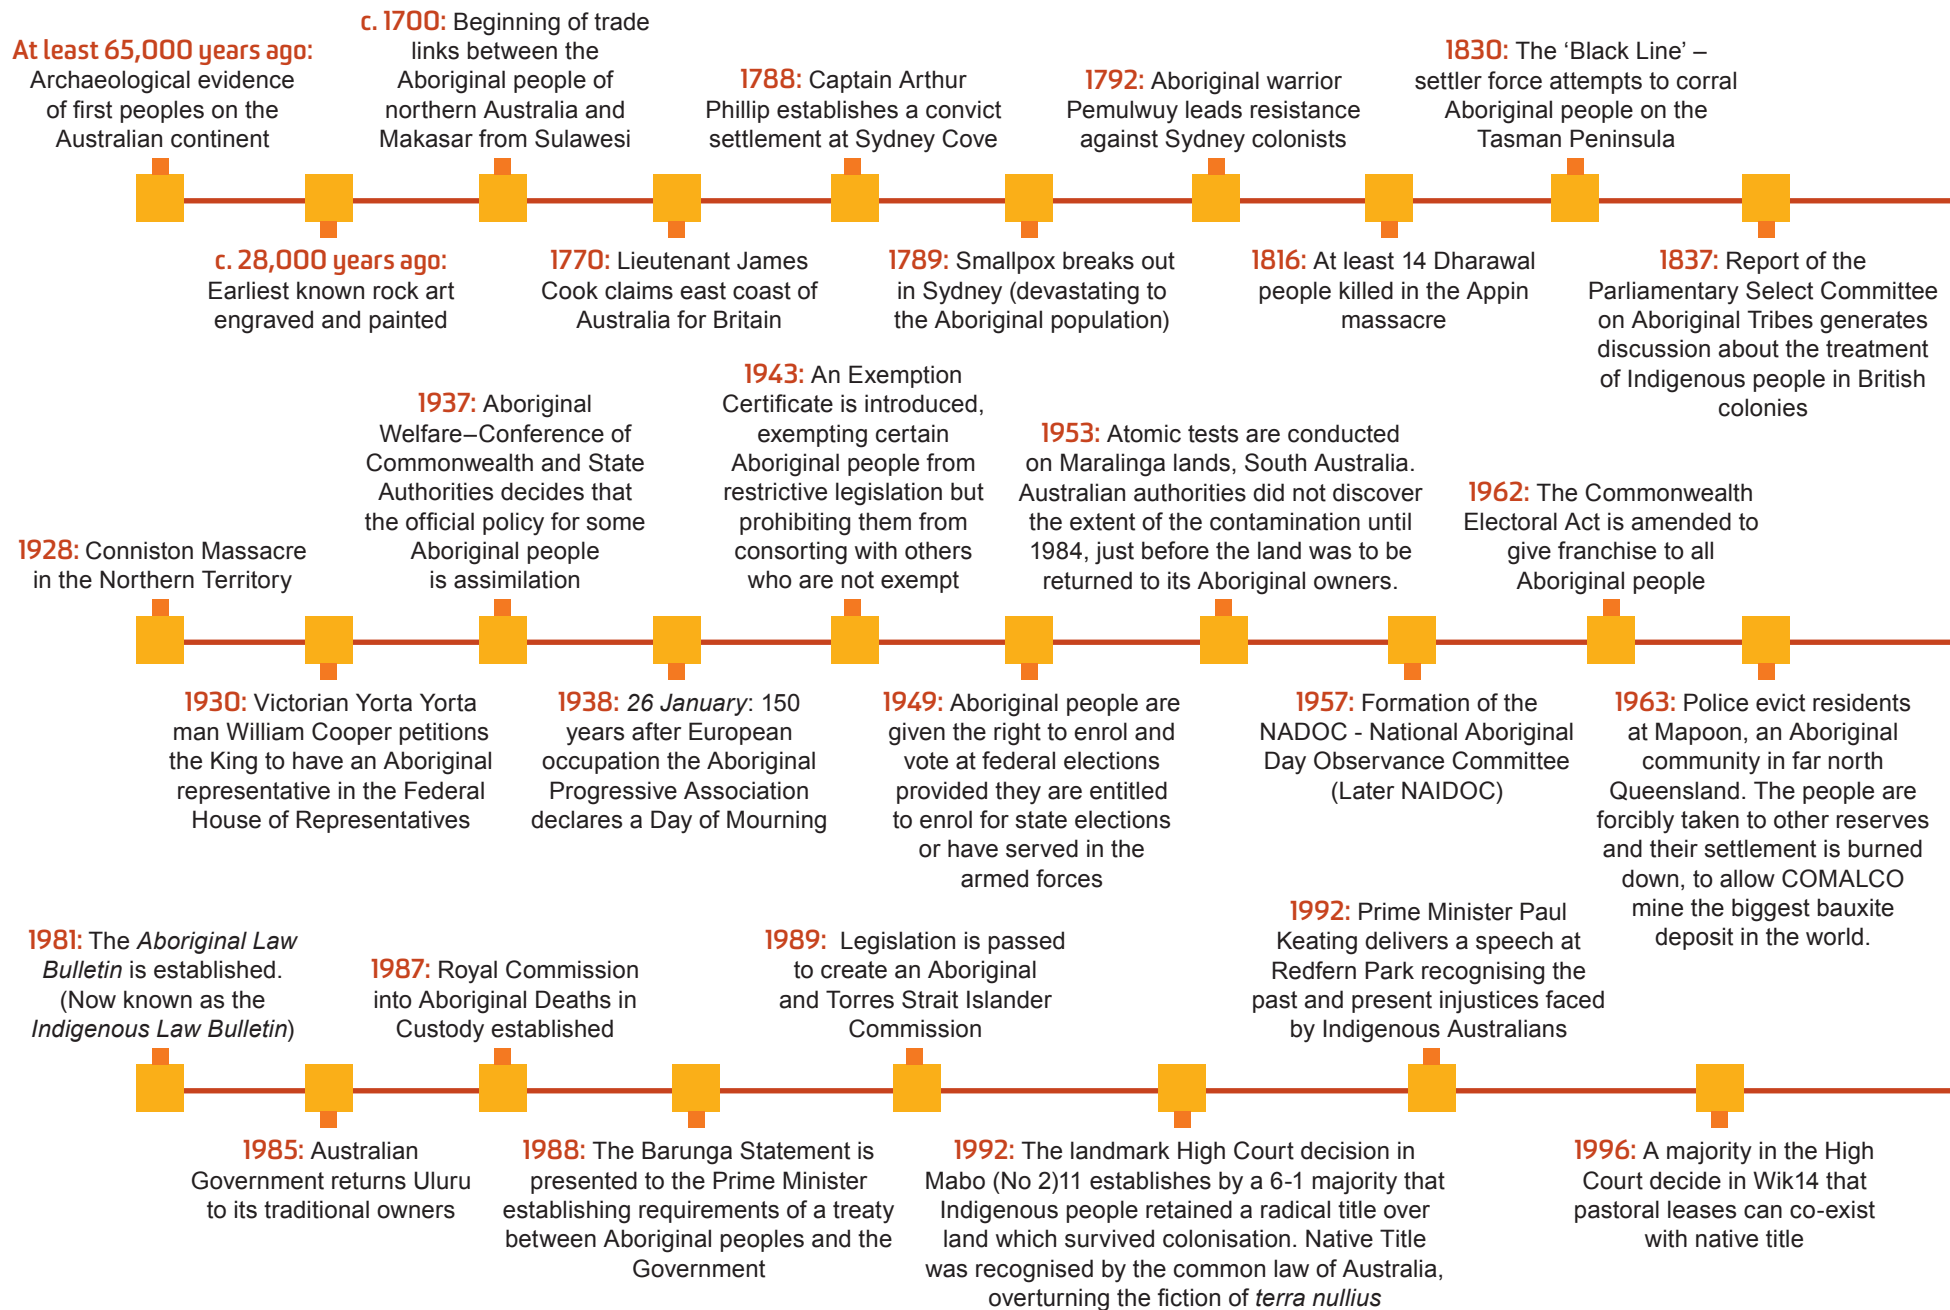 At least 65,000 years ago:
Archaeological evidence
of first peoples on the
Australian continent
c. 28,000 years ago:
Earliest known rock art
engraved and painted
c. 1700: Beginning of trade
links between the
Aboriginal people of
northern Australia and
Makasar from Sulawesi
1770: Lieutenant James
Cook claims east coast of
Australia for Britain
1788: Captain Arthur
Phillip establishes a convict
settlement at Sydney Cove
1789: Smallpox breaks out
in Sydney (devastating to
the Aboriginal population)
1792: Aboriginal warrior
Pemulwuy leads resistance
against Sydney colonists
1816: At least 14 Dharawal
people killed in the Appin
massacre
1830: The ‘Black Line’ –
settler force attempts to corral
Aboriginal people on the
Tasman Peninsula
1837: Report of the
Parliamentary Select Committee
on Aboriginal Tribes generates
discussion about the treatment
of Indigenous people in British
colonies
1928: Conniston Massacre
in the Northern Territory
1930: Victorian Yorta Yorta
man William Cooper petitions
the King to have an Aboriginal
representative in the Federal
House of Representatives
1937: Aboriginal
Welfare–Conference of
Commonwealth and State
Authorities decides that
the official policy for some
Aboriginal people
is assimilation
1938: 26 January: 150
years after European
occupation the Aboriginal
Progressive Association
declares a Day of Mourning
1943: An Exemption
Certificate is introduced,
exempting certain
Aboriginal people from
restrictive legislation but
prohibiting them from
consorting with others
who are not exempt
1949: Aboriginal people are
given the right to enrol and
vote at federal elections
provided they are entitled
to enrol for state elections
or have served in the
armed forces
1953: Atomic tests are conducted
on Maralinga lands, South Australia.
Australian authorities did not discover
the extent of the contamination until
1984, just before the land was to be
returned to its Aboriginal owners.
1957: Formation of the
NADOC - National Aboriginal
Day Observance Committee
(Later NAIDOC)
1962: The Commonwealth
Electoral Act is amended to
give franchise to all
Aboriginal people
1963: Police evict residents
at Mapoon, an Aboriginal
community in far north
Queensland. The people are
forcibly taken to other reserves
and their settlement is burned
down, to allow COMALCO
mine the biggest bauxite
deposit in the world.
1981: The Aboriginal Law
Bulletin is established.
(Now known as the
Indigenous Law Bulletin)
1985: Australian
Government returns Uluru
to its traditional owners
1987: Royal Commission
into Aboriginal Deaths in
Custody established
1988: The Barunga Statement is
presented to the Prime Minister
establishing requirements of a treaty
between Aboriginal peoples and the
Government
1989: Legislation is passed
to create an Aboriginal
and Torres Strait Islander
Commission
1992: The landmark High Court decision in
Mabo (No 2)11 establishes by a 6-1 majority that
Indigenous people retained a radical title over
land which survived colonisation. Native Title
was recognised by the common law of Australia,
overturning the fiction of terra nullius
1992: Prime Minister Paul
Keating delivers a speech at
Redfern Park recognising the
past and present injustices faced
by Indigenous Australians
1996: A majority in the High
Court decide in Wik14 that
pastoral leases can co-exist
with native title